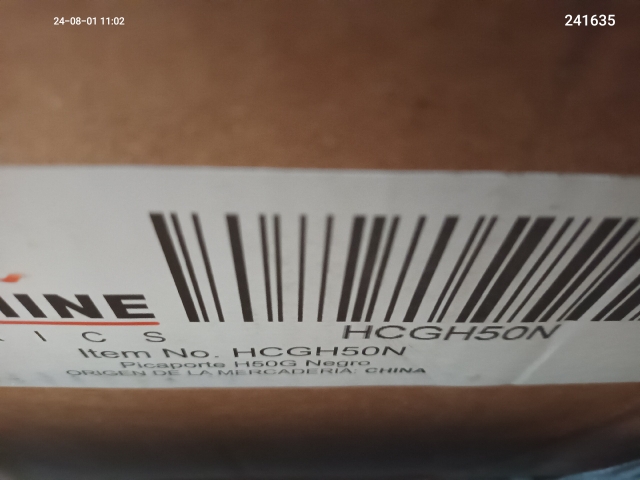 24-08-01 11:02
241635
HCGH50N
Item No. HCGH50N
Picaporte H50G Negro
ORIGEN DE LA MERCADERIA: CHINA